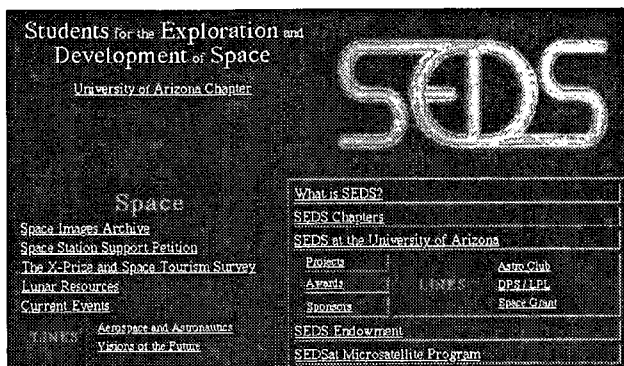 Students for the Exploration and
Development of Space
University of Arizona Chapter
SEDS
Space
Space Images Archive
Space Station Support Petition
The X-Prize and Space Tourism Survey
Lunar Resources
Current Events
LINKS
Aerospace and Astronautics
Visions of the Future
What is SEDS?
SEDS Chapters
SEDS at the University of Arizona
Projects
Awards
Sponsors
LINKS
Astro Club
DPS / LPL
Space Grant
SEDS Endowment
SEDSat Microsatellite Program